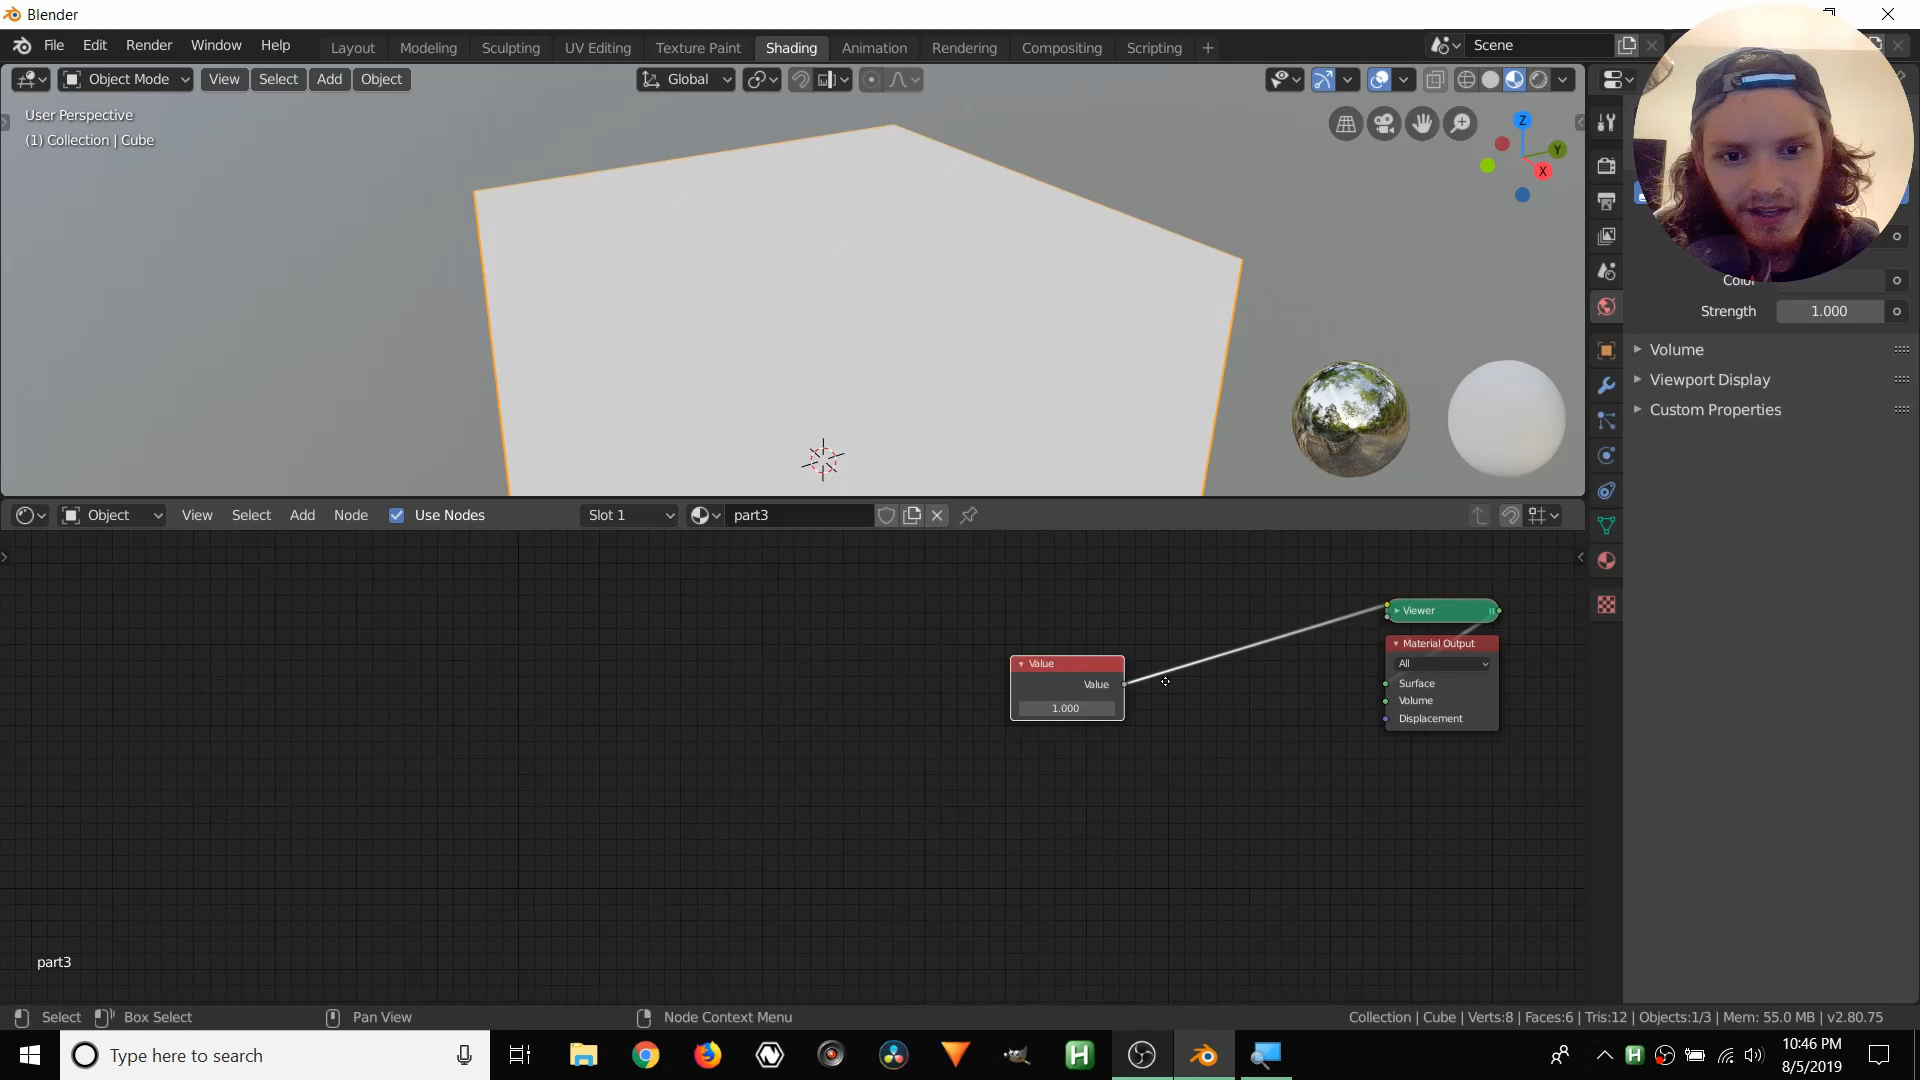 Blender
File Edit Render Window Help Layout Modeling Sculpting UV Editing Texture Paint Shading Animation Rendering Compositing Scripting + Scene
Object Mode View Select Add Object Global
User Perspective
(1) Collection | Cube
Z
Y
X
Color
Strength 1.000
Volume
Viewport Display
Custom Properties
Object View Select Add Node Use Nodes Slot 1 part3
Viewer
Material Output
All
Surface
Volume
Displacement
Value
Value
1.000
part3
Select Box Select Pan View Node Context Menu Collection | Cube | Verts:8 | Faces:6 | Tris:12 | Objects:1/3 | Mem: 55.0 MB | v2.80.75
Type here to search
10:46 PM
8/5/2019